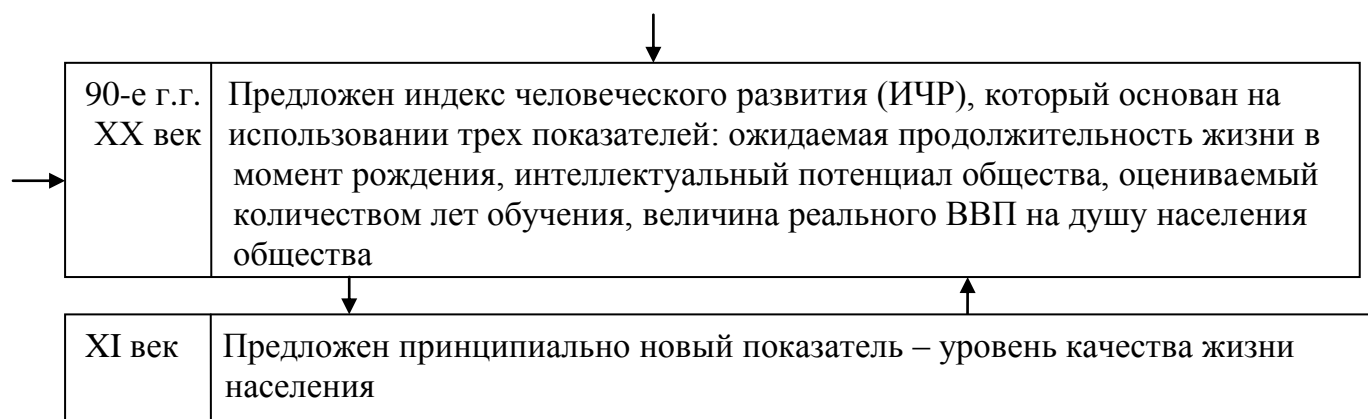 90-е г.г.
XX век
Предложен индекс человеческого развития (ИЧР), который основан на
использовании трех показателей: ожидаемая продолжительность жизни в
момент рождения, интеллектуальный потенциал общества, оцениваемый
количеством лет обучения, величина реального ВВП на душу населения
общества
XI век
Предложен принципиально новый показатель – уровень качества жизни
населения